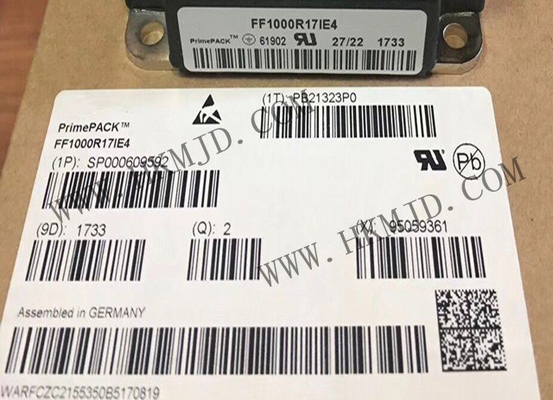 FF1000R17IE4
PrimePACK™ 61902 27/22 1733
(1T): PB21323P0
PrimePACK™
FF1000R17IE4
(1P): SP000609592
Pb
(9D): 1733 (Q): 2 (X): 95059361
Assembled in GERMANY
WARFCZC2155350B5170819
WWW.HKMJD.COM
WWW.HKMJD.COM